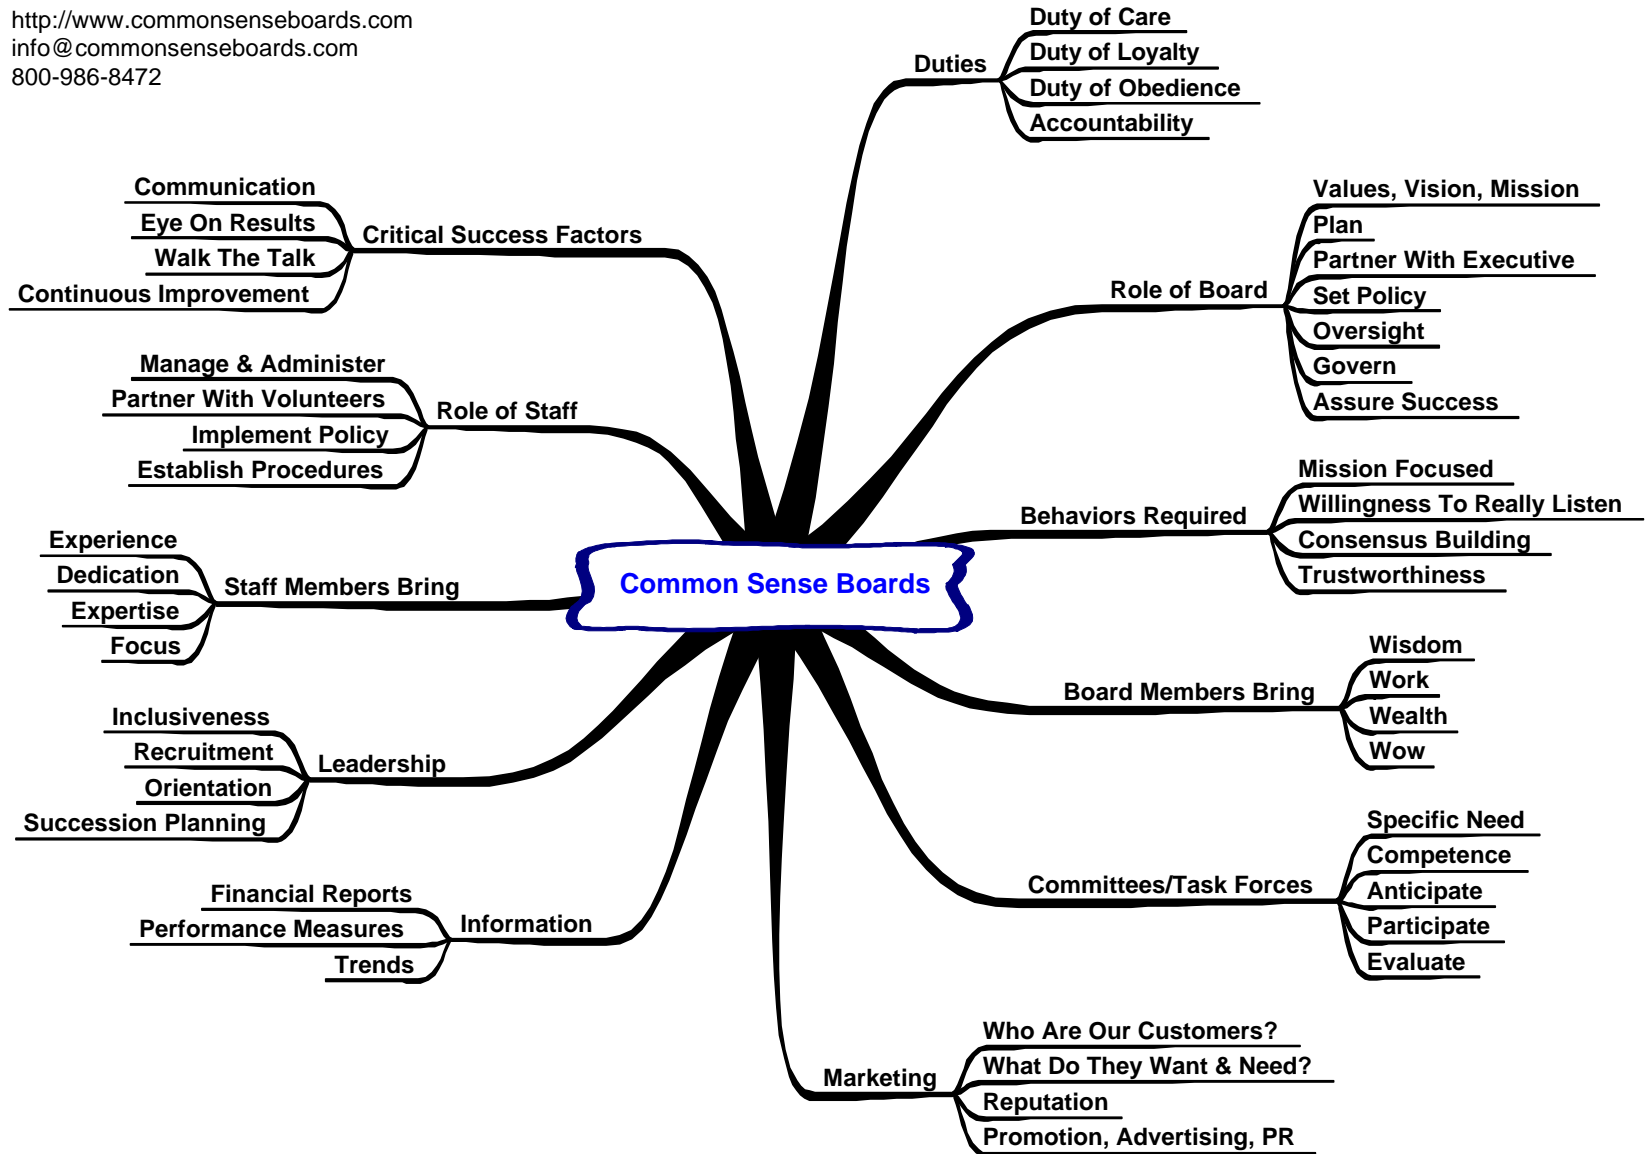 http://www.commonsenseboards.com
info@commonsenseboards.com
800-986-8472
Common Sense Boards
Duties
Duty of Care
Duty of Loyalty
Duty of Obedience
Accountability
Role of Board
Values, Vision, Mission
Plan
Partner With Executive
Set Policy
Oversight
Govern
Assure Success
Behaviors Required
Mission Focused
Willingness To Really Listen
Consensus Building
Trustworthiness
Board Members Bring
Wisdom
Work
Wealth
Wow
Committees/Task Forces
Specific Need
Competence
Anticipate
Participate
Evaluate
Marketing
Who Are Our Customers?
What Do They Want & Need?
Reputation
Promotion, Advertising, PR
Information
Financial Reports
Performance Measures
Trends
Leadership
Inclusiveness
Recruitment
Orientation
Succession Planning
Staff Members Bring
Experience
Dedication
Expertise
Focus
Role of Staff
Manage & Administer
Partner With Volunteers
Implement Policy
Establish Procedures
Critical Success Factors
Communication
Eye On Results
Walk The Talk
Continuous Improvement